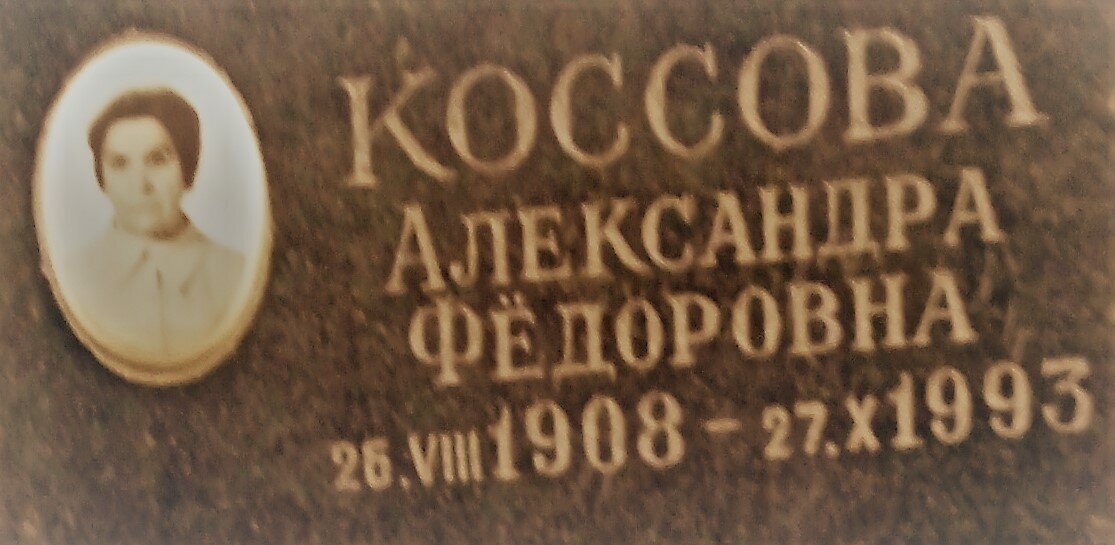 КОССОВА
АЛЕКСАНДРА
ФЁДОРОВНА
26.VIII 1908 – 27.X 1993